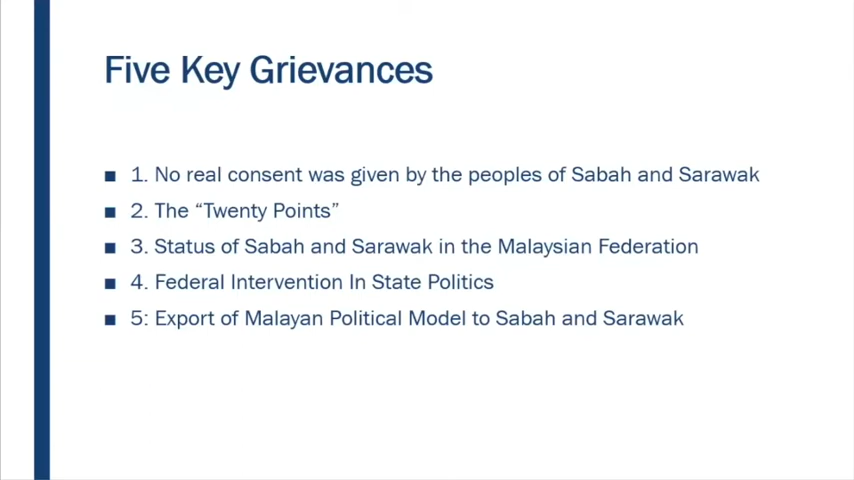 Five Key Grievances
■ 1. No real consent was given by the peoples of Sabah and Sarawak
■ 2. The “Twenty Points”
■ 3. Status of Sabah and Sarawak in the Malaysian Federation
■ 4. Federal Intervention In State Politics
■ 5: Export of Malayan Political Model to Sabah and Sarawak